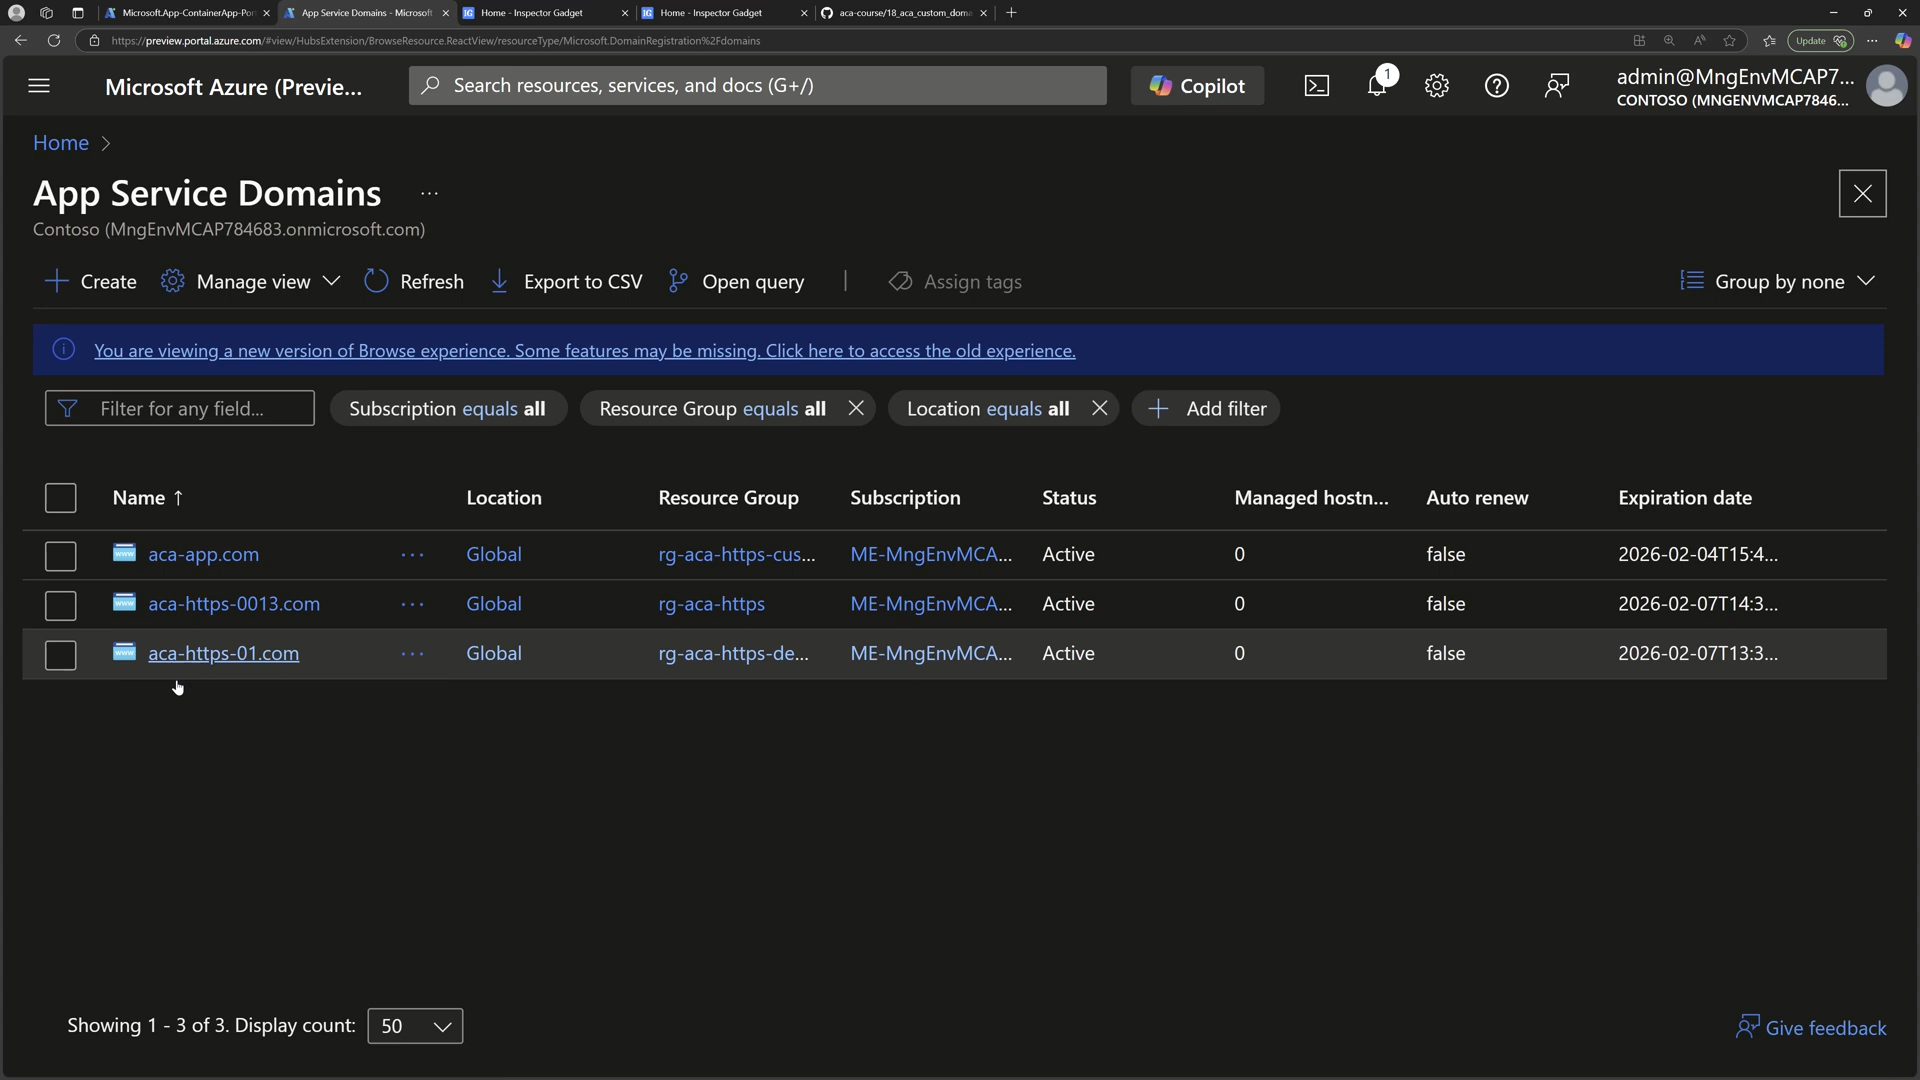 Microsoft.App-ContainerApp-Por
App Service Domains - Microsoft
Home - Inspector Gadget
Home - Inspector Gadget
aca-course/18_aca_custom_doma
https://preview.portal.azure.com/#view/HubsExtension/BrowseResource.ReactView/resourceType/Microsoft.DomainRegistration%2Fdomains
Update
Microsoft Azure (Previe...
Search resources, services, and docs (G+/)
Copilot
1
admin@MngEnvMCAP7...
CONTOSO (MNGENVMCAP7846...
Home >
App Service Domains ...
Contoso (MngEnvMCAP784683.onmicrosoft.com)
Create Manage view Refresh Export to CSV Open query | Assign tags Group by none
You are viewing a new version of Browse experience. Some features may be missing. Click here to access the old experience.
Filter for any field... Subscription equals all Resource Group equals all Location equals all Add filter
Name ↑ Location Resource Group Subscription Status Managed hostn... Auto renew Expiration date
www aca-app.com ... Global rg-aca-https-cus... ME-MngEnvMCA... Active 0 false 2026-02-04T15:4...
www aca-https-0013.com ... Global rg-aca-https ME-MngEnvMCA... Active 0 false 2026-02-07T14:3...
www aca-https-01.com ... Global rg-aca-https-de... ME-MngEnvMCA... Active 0 false 2026-02-07T13:3...
Showing 1 - 3 of 3. Display count: 50
Give feedback